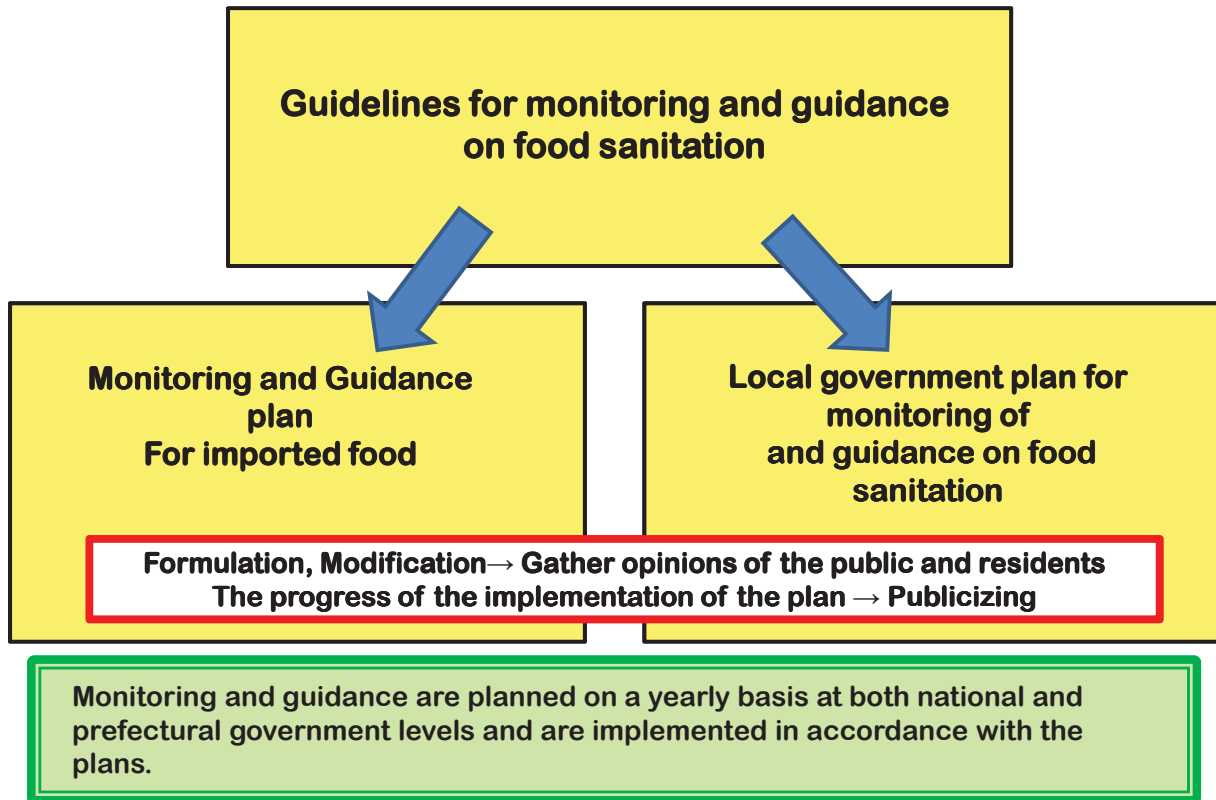 Guidelines for monitoring and guidance
on food sanitation
Monitoring and Guidance
plan
For imported food
Local government plan for
monitoring of
and guidance on food
sanitation
Formulation, Modification→ Gather opinions of the public and residents
The progress of the implementation of the plan → Publicizing
Monitoring and guidance are planned on a yearly basis at both national and
prefectural government levels and are implemented in accordance with the
plans.